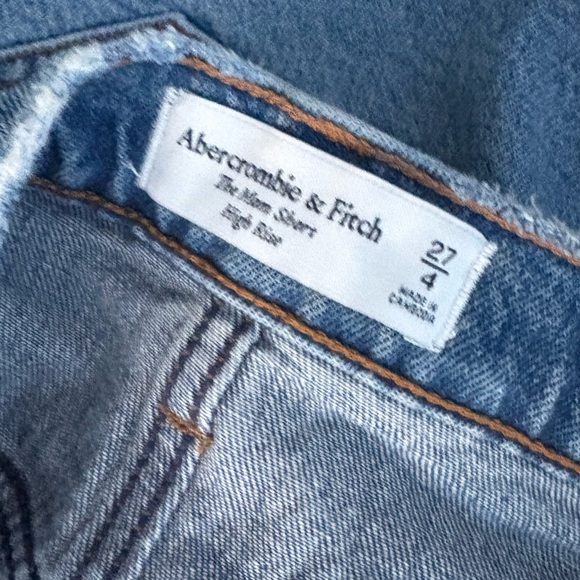 Abercrombie & Fitch
The Mom Short
High Rise
27
4
MADE IN
CAMBODIA